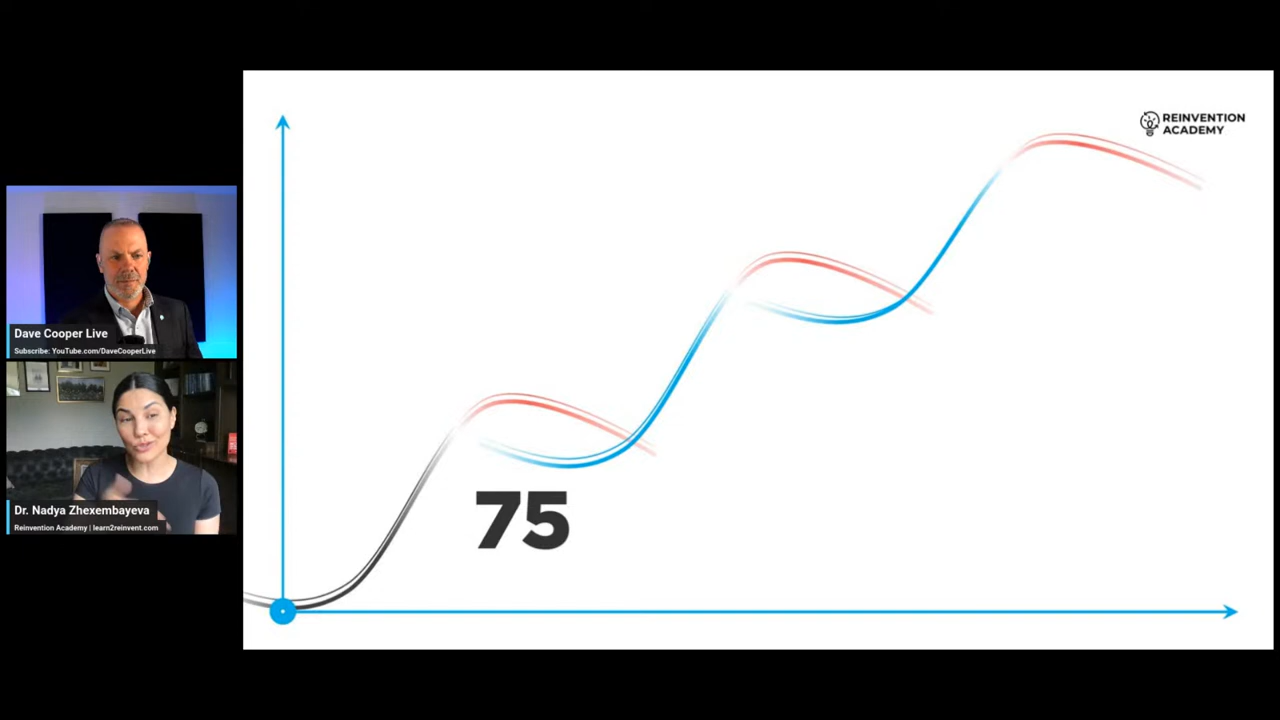 REINVENTION
ACADEMY
Dave Cooper Live
Subscribe: YouTube.com/DaveCooperLive
Dr. Nadya Zhexembayeva
Reinvention Academy | learn2reinvent.com
75